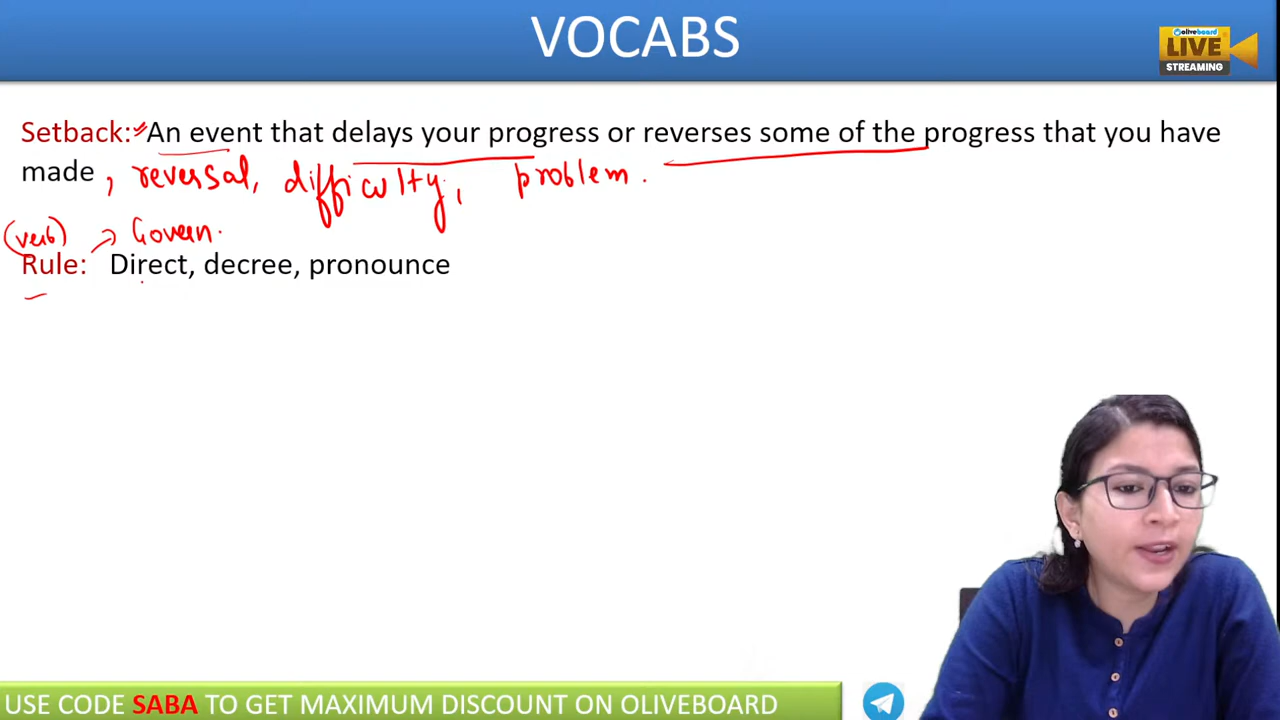 VOCABS
oliveboard
LIVE
STREAMING
Setback: An event that delays your progress or reverses some of the progress that you have
made , reversal, difficulty, problem.
(verb) → Govern.
Rule: Direct, decree, pronounce
USE CODE SABA TO GET MAXIMUM DISCOUNT ON OLIVEBOARD